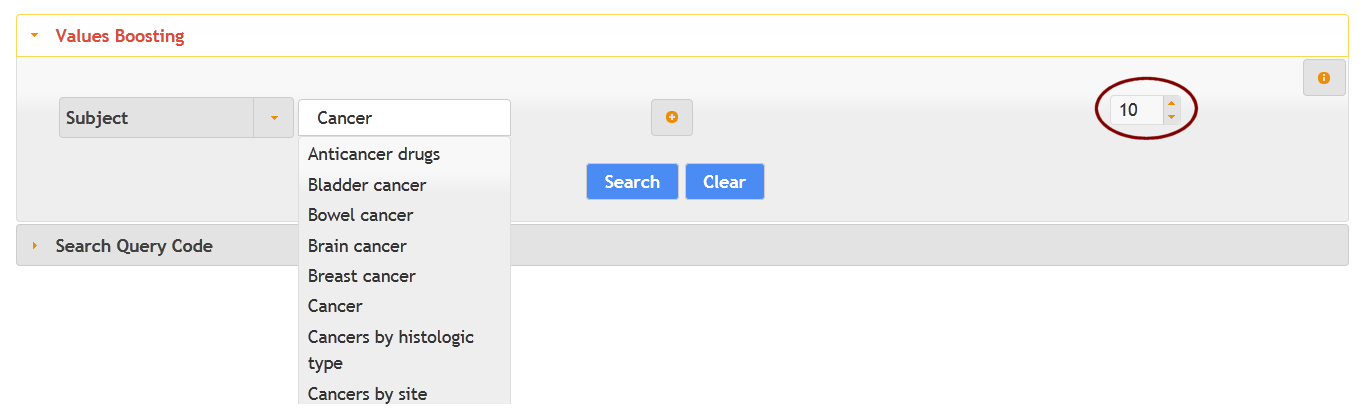 Values Boosting
Subject
Cancer
10
Anticancer drugs
Bladder cancer
Bowel cancer
Brain cancer
Breast cancer
Cancer
Cancers by histologic
type
Cancers by site
Search
Clear
Search Query Code